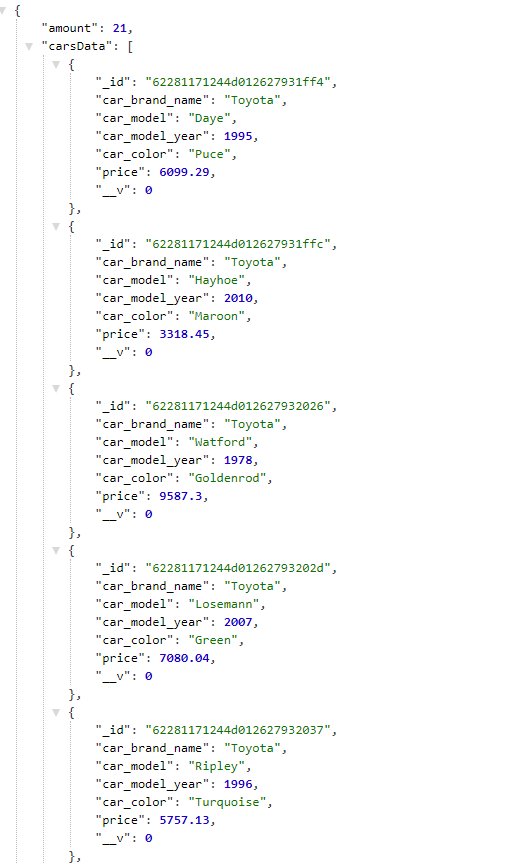 {
"amount": 21,
"carsData": [
{
"_id": "62281171244d012627931ff4",
"car_brand_name": "Toyota",
"car_model": "Daye",
"car_model_year": 1995,
"car_color": "Puce",
"price": 6099.29,
"__v": 0
},
{
"_id": "62281171244d012627931ffc",
"car_brand_name": "Toyota",
"car_model": "Hayhoe",
"car_model_year": 2010,
"car_color": "Maroon",
"price": 3318.45,
"__v": 0
},
{
"_id": "62281171244d012627932026",
"car_brand_name": "Toyota",
"car_model": "Watford",
"car_model_year": 1978,
"car_color": "Goldenrod",
"price": 9587.3,
"__v": 0
},
{
"_id": "62281171244d01262793202d",
"car_brand_name": "Toyota",
"car_model": "Losemann",
"car_model_year": 2007,
"car_color": "Green",
"price": 7080.04,
"__v": 0
},
{
"_id": "62281171244d012627932037",
"car_brand_name": "Toyota",
"car_model": "Ripley",
"car_model_year": 1996,
"car_color": "Turquoise",
"price": 5757.13,
"__v": 0
},